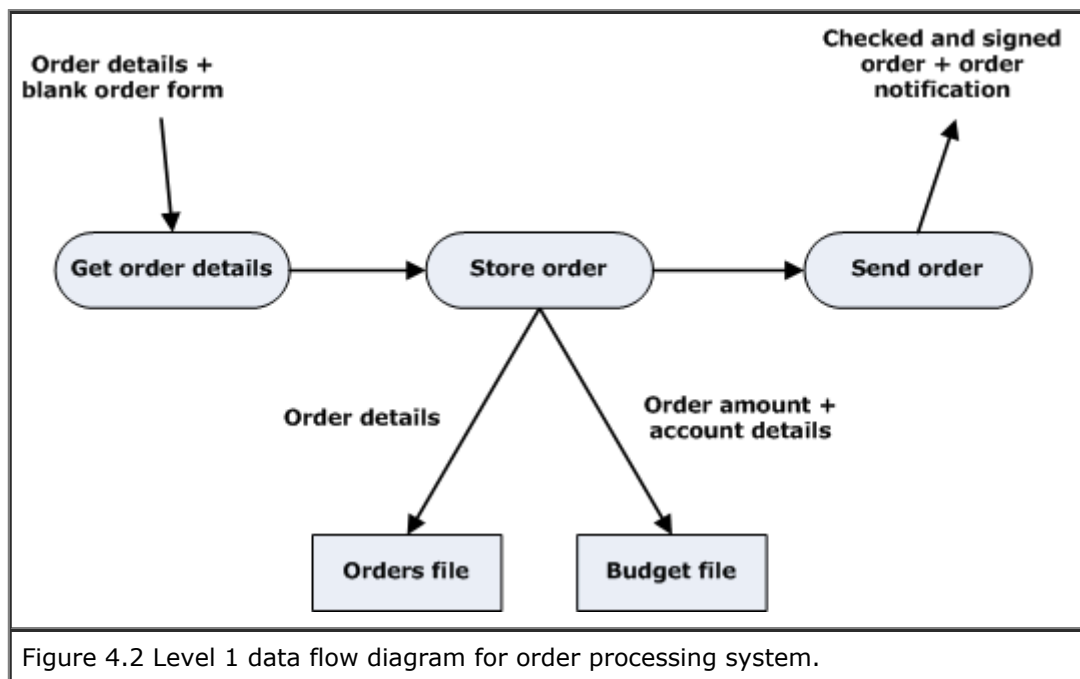 Order details +
blank order form
Checked and signed
order + order
notification
Get order details
Store order
Send order
Order details
Order amount +
account details
Orders file
Budget file
Figure 4.2 Level 1 data flow diagram for order processing system.